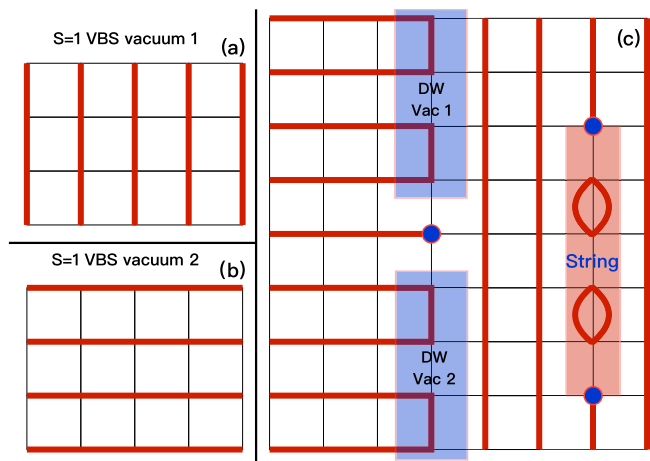 S=1 VBS vacuum 1
(a)
S=1 VBS vacuum 2
(b)
(c)
DW
Vac 1
String
DW
Vac 2